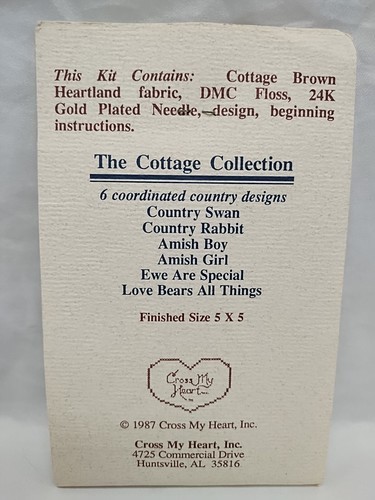 This Kit Contains: Cottage Brown
Heartland fabric, DMC Floss, 24K
Gold Plated Needle, design, beginning
instructions.
The Cottage Collection
6 coordinated country designs
Country Swan
Country Rabbit
Amish Boy
Amish Girl
Ewe Are Special
Love Bears All Things
Finished Size 5 X 5
Cross My
Heart
© 1987 Cross My Heart, Inc.
Cross My Heart, Inc.
4725 Commercial Drive
Huntsville, AL 35816